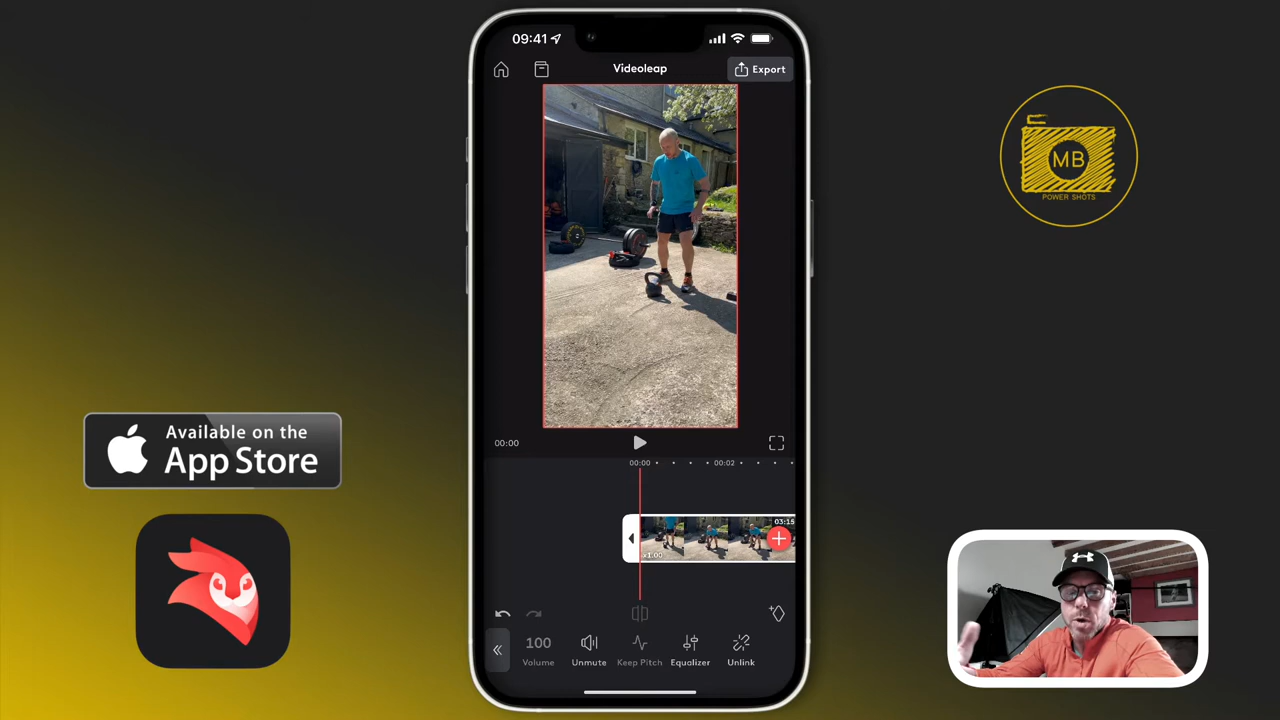 09:41
Videoleap
Export
MB
POWER SHOTS
00:00
00:00
00:02
Available on the
App Store
03:15
x1.00
100
Volume
Unmute
Keep Pitch
Equalizer
Unlink